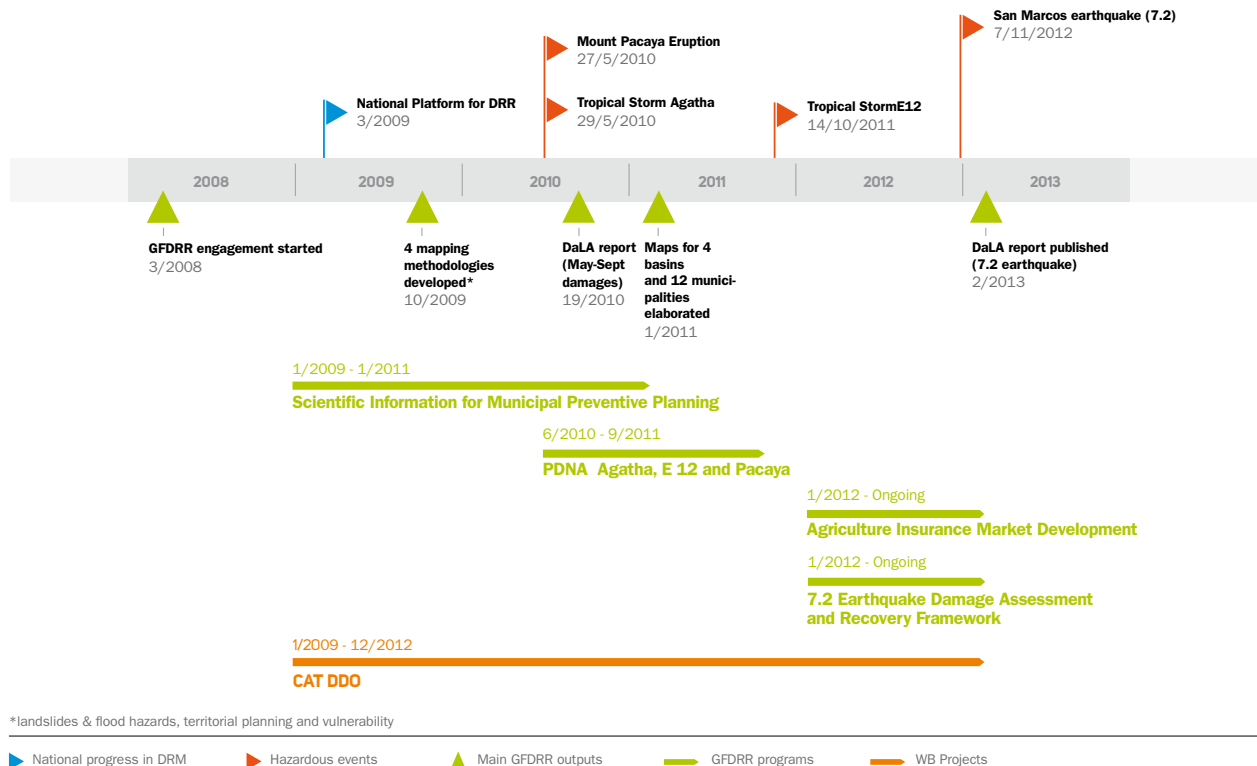 San Marcos earthquake (7.2)
7/11/2012
Mount Pacaya Eruption
27/5/2010
National Platform for DRR
3/2009
Tropical Storm Agatha
29/5/2010
Tropical StormE12
14/10/2011
2008
2009
2010
2011
2012
2013
GFDRR engagement started
3/2008
4 mapping
methodologies
developed*
10/2009
DaLA report
(May-Sept
damages)
19/2010
Maps for 4
basins
and 12 munici-
palities
elaborated
1/2011
DaLA report published
(7.2 earthquake)
2/2013
1/2009 - 1/2011
Scientific Information for Municipal Preventive Planning
6/2010 - 9/2011
PDNA Agatha, E 12 and Pacaya
1/2012 - Ongoing
Agriculture Insurance Market Development
1/2012 - Ongoing
7.2 Earthquake Damage Assessment
and Recovery Framework
1/2009 - 12/2012
CAT DDO
*landslides & flood hazards, territorial planning and vulnerability
National progress in DRM
Hazardous events
Main GFDRR outputs
GFDRR programs
WB Projects